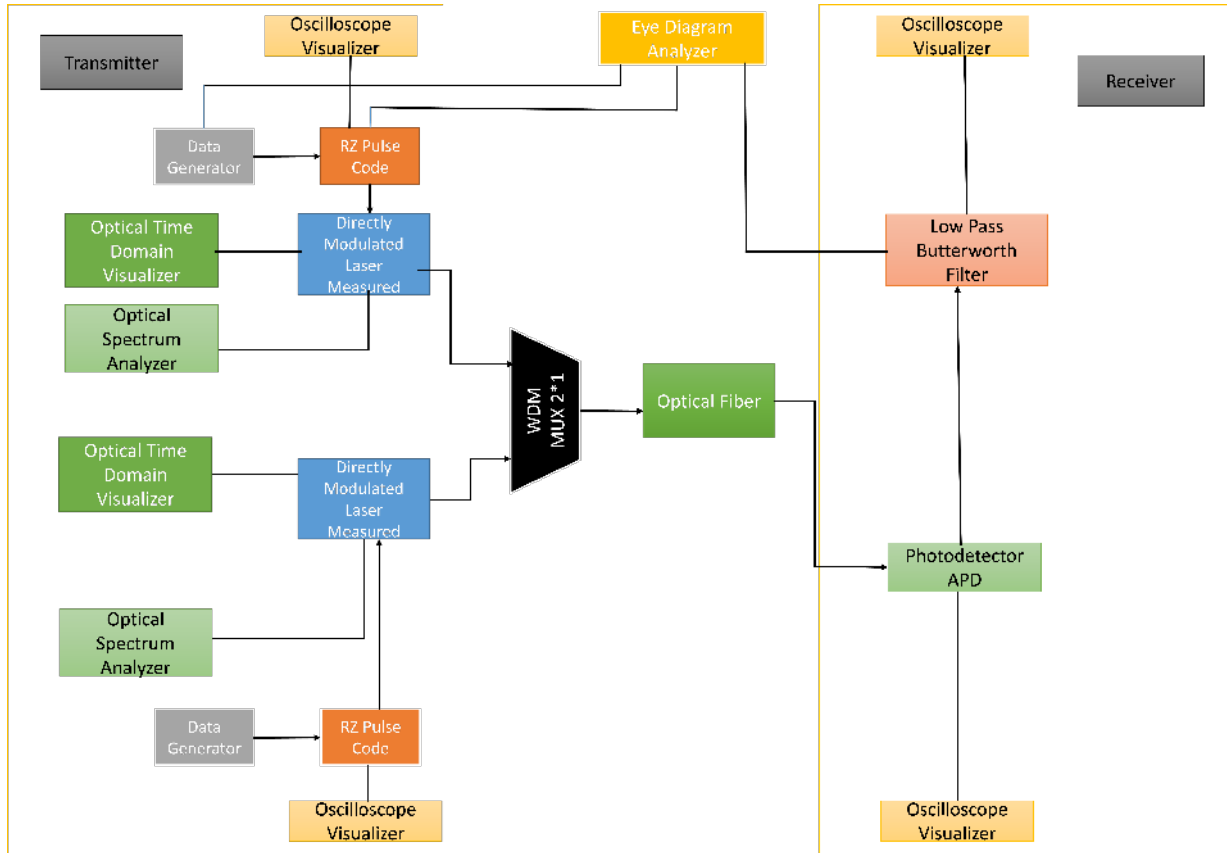 Oscilloscope
Visualizer
Eye Diagram
Analyzer
Oscilloscope
Visualizer
Transmitter
Receiver
Data
Generator
RZ Pulse
Code
Optical Time
Domain
Visualizer
Directly
Modulated
Laser
Measured
Low Pass
Butterworth
Filter
Optical
Spectrum
Analyzer
WDM
MUX 2*1
Optical Fiber
Optical Time
Domain
Visualizer
Directly
Modulated
Laser
Measured
Photodetector
APD
Optical
Spectrum
Analyzer
Data
Generator
RZ Pulse
Code
Oscilloscope
Visualizer
Oscilloscope
Visualizer